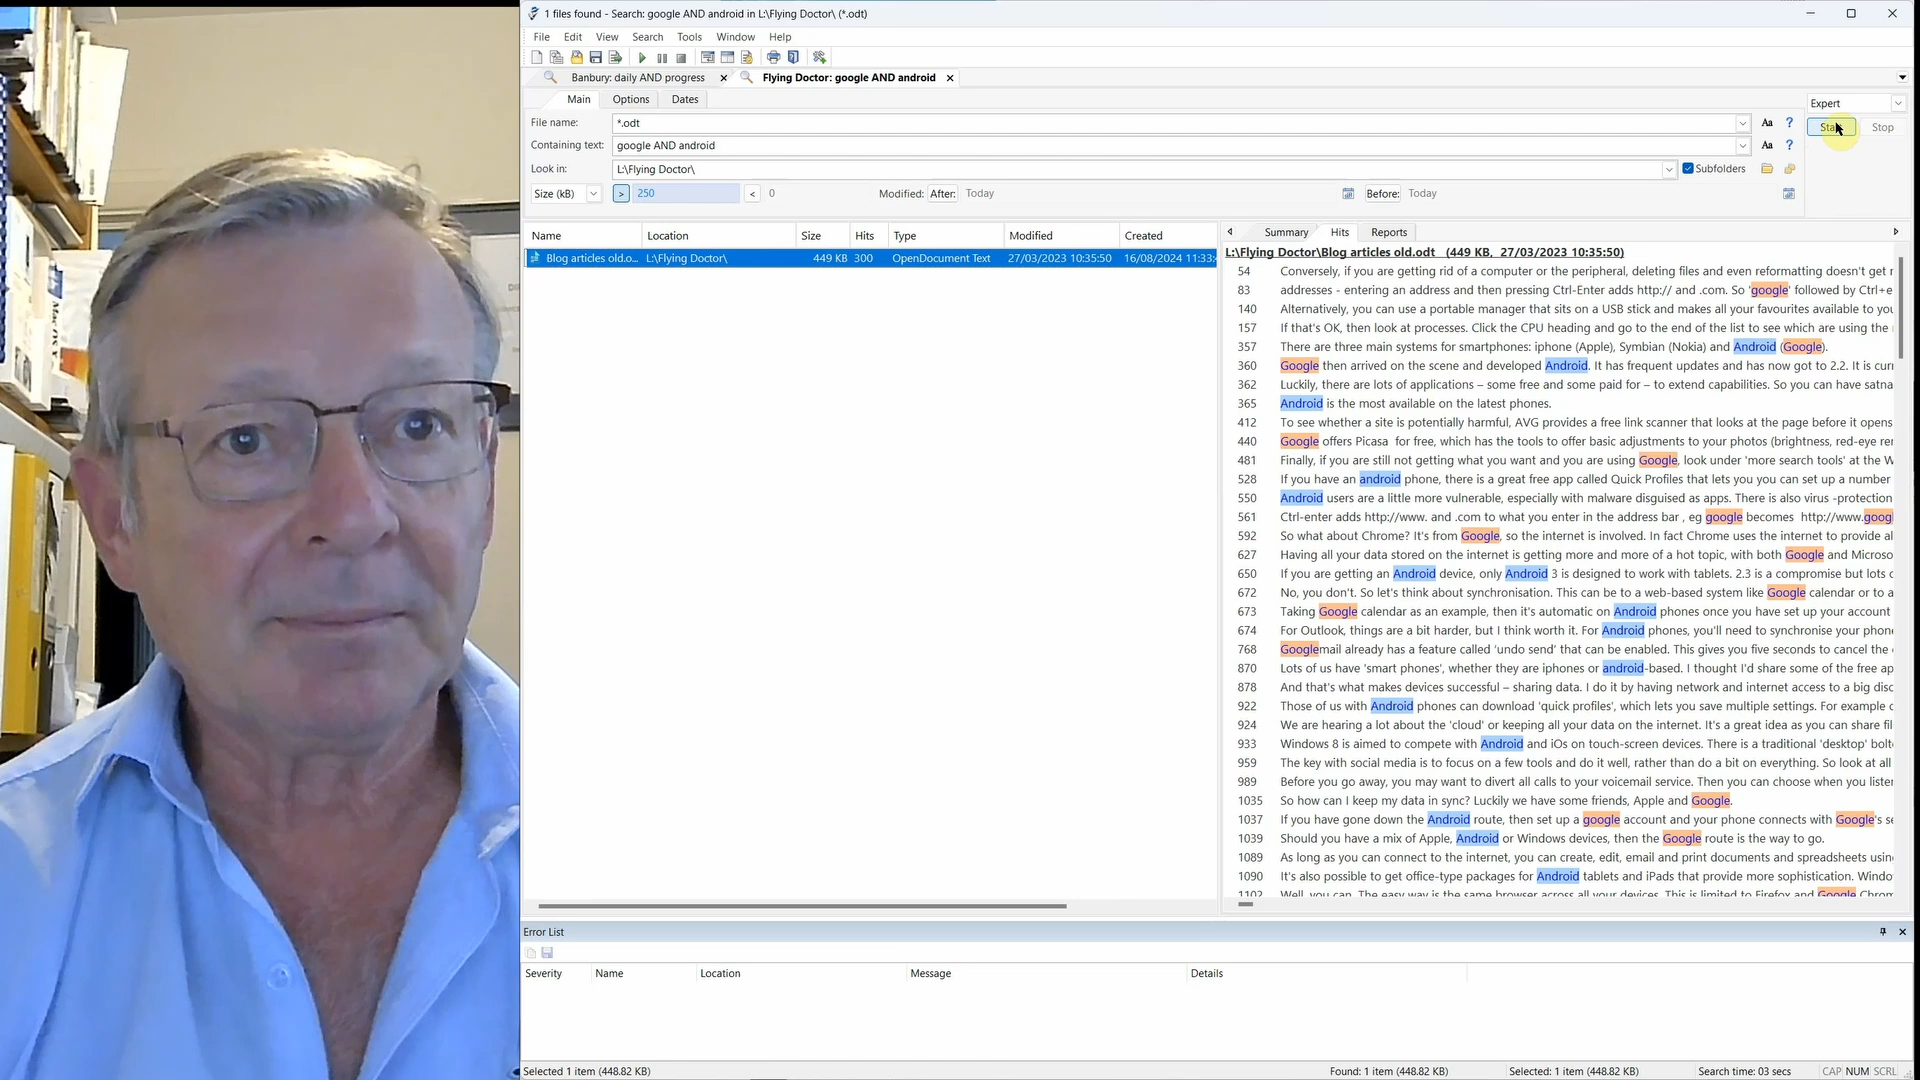 1 files found - Search: google AND android in L:\Flying Doctor\ (*.odt)
File Edit View Search Tools Window Help
Banbury: daily AND progress Flying Doctor: google AND android
Main Options Dates
Expert
File name: *.odt Aa ?
Start Stop
Containing text: google AND android Aa ?
Look in: L:\Flying Doctor\ Subfolders
Size (kB) > 250 < 0 Modified: After: Today Before: Today
Name Location Size Hits Type Modified Created
Blog articles old.o... L:\Flying Doctor\ 449 KB 300 OpenDocument Text 27/03/2023 10:35:50 16/08/2024 11:33:
Summary Hits Reports
L:\Flying Doctor\Blog articles old.odt (449 KB, 27/03/2023 10:35:50)
54 Conversely, if you are getting rid of a computer or the peripheral, deleting files and even reformatting doesn't get r
83 addresses - entering an address and then pressing Ctrl-Enter adds http:// and .com. So 'google' followed by Ctrl+e
140 Alternatively, you can use a portable manager that sits on a USB stick and makes all your favourites available to you
157 If that's OK, then look at processes. Click the CPU heading and go to the end of the list to see which are using the
357 There are three main systems for smartphones: iphone (Apple), Symbian (Nokia) and Android (Google).
360 Google then arrived on the scene and developed Android. It has frequent updates and has now got to 2.2. It is curr
362 Luckily, there are lots of applications – some free and some paid for – to extend capabilities. So you can have satna
365 Android is the most available on the latest phones.
412 To see whether a site is potentially harmful, AVG provides a free link scanner that looks at the page before it opens
440 Google offers Picasa for free, which has the tools to offer basic adjustments to your photos (brightness, red-eye rer
481 Finally, if you are still not getting what you want and you are using Google, look under 'more search tools' at the W
528 If you have an android phone, there is a great free app called Quick Profiles that lets you you can set up a number
550 Android users are a little more vulnerable, especially with malware disguised as apps. There is also virus -protection
561 Ctrl-enter adds http://www. and .com to what you enter in the address bar , eg google becomes http://www.googl
592 So what about Chrome? It's from Google, so the internet is involved. In fact Chrome uses the internet to provide al
627 Having all your data stored on the internet is getting more and more of a hot topic, with both Google and Microso
650 If you are getting an Android device, only Android 3 is designed to work with tablets. 2.3 is a compromise but lots c
672 No, you don't. So let's think about synchronisation. This can be to a web-based system like Google calendar or to a
673 Taking Google calendar as an example, then it's automatic on Android phones once you have set up your account
674 For Outlook, things are a bit harder, but I think worth it. For Android phones, you'll need to synchronise your phone
768 Googlemail already has a feature called 'undo send' that can be enabled. This gives you five seconds to cancel the
870 Lots of us have 'smart phones', whether they are iphones or android-based. I thought I'd share some of the free ap
878 And that's what makes devices successful – sharing data. I do it by having network and internet access to a big disc
922 Those of us with Android phones can download 'quick profiles', which lets you save multiple settings. For example c
924 We are hearing a lot about the 'cloud' or keeping all your data on the internet. It's a great idea as you can share fil
933 Windows 8 is aimed to compete with Android and iOs on touch-screen devices. There is a traditional 'desktop' bolt
959 The key with social media is to focus on a few tools and do it well, rather than do a bit on everything. So look at all
989 Before you go away, you may want to divert all calls to your voicemail service. Then you can choose when you lister
1035 So how can I keep my data in sync? Luckily we have some friends, Apple and Google.
1037 If you have gone down the Android route, then set up a google account and your phone connects with Google's se
1039 Should you have a mix of Apple, Android or Windows devices, then the Google route is the way to go.
1089 As long as you can connect to the internet, you can create, edit, email and print documents and spreadsheets usin
1090 It's also possible to get office-type packages for Android tablets and iPads that provide more sophistication. Windo
1102 Well, you can. The easy way is the same browser across all your devices. This is limited to Firefox and Google Chrom
Error List
Severity Name Location Message Details
Selected 1 item (448.82 KB) Found: 1 item (448.82 KB) Selected: 1 item (448.82 KB) Search time: 03 secs CAP NUM SCRL